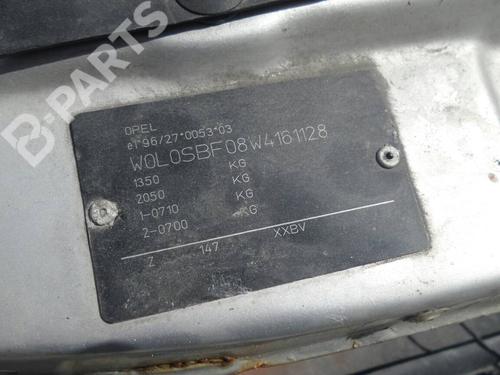 B-PARTS
OPEL
e1*96/27*0053*03
W0L0SBF08W4161128
1350 KG
2050 KG
1-0710 KG
2-0700 KG
Z 147 XXBV